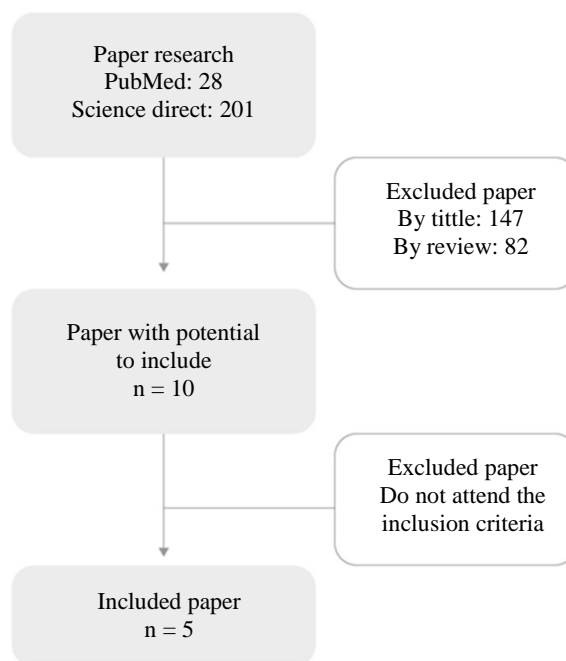 Paper research
PubMed: 28
Science direct: 201
Excluded paper
By tittle: 147
By review: 82
Paper with potential
to include
n = 10
Excluded paper
Do not attend the
inclusion criteria
Included paper
n = 5